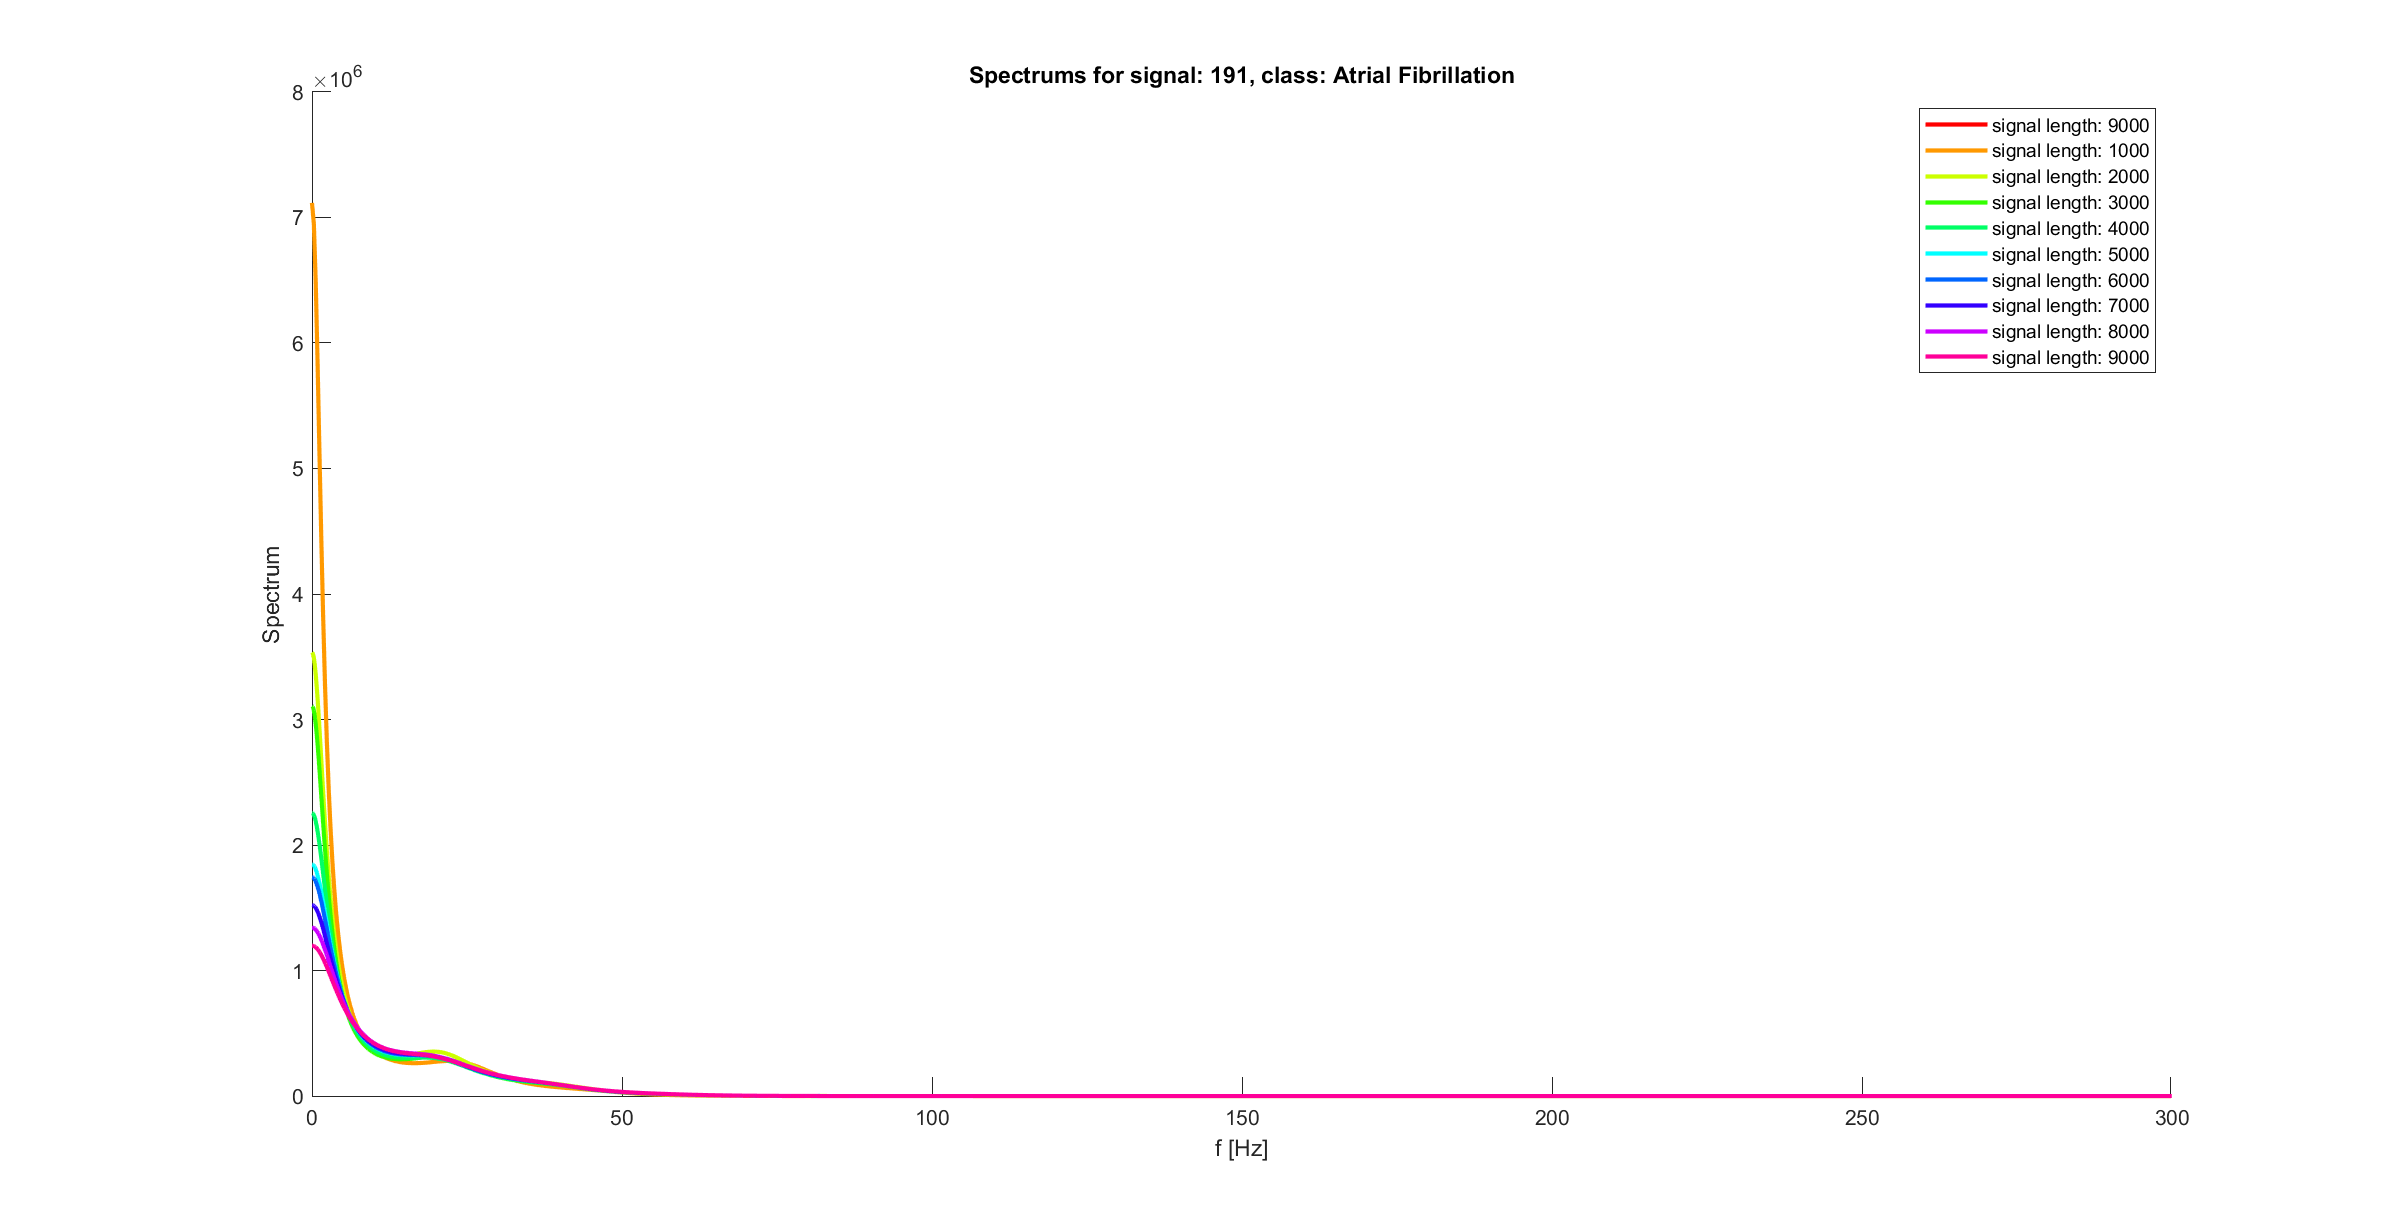 Spectrums for signal: 191, class: Atrial Fibrillation
×10^6
8
7
6
5
4
3
2
1
0
Spectrum
0 50 100 150 200 250 300
f [Hz]
signal length: 9000
signal length: 1000
signal length: 2000
signal length: 3000
signal length: 4000
signal length: 5000
signal length: 6000
signal length: 7000
signal length: 8000
signal length: 9000